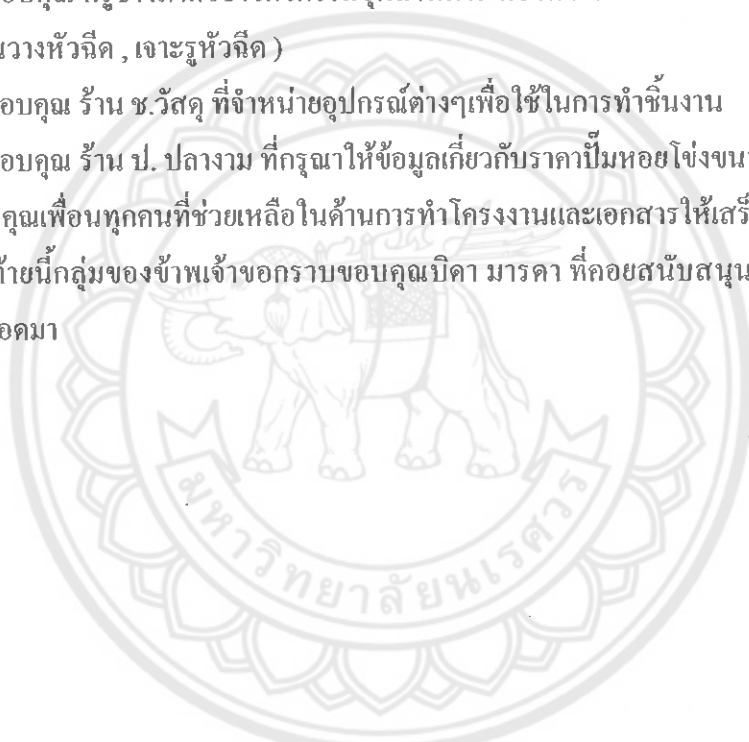 นวางหัวฉีด , เจาะรูหัวฉีด )
อบคุณ ร้าน ช.วัสดุ ที่จำหน่ายอุปกรณ์ต่างๆเพื่อใช้ในการทำชิ้นงาน
อบคุณ ร้าน ป. ปลางาม ที่กรุณาให้ข้อมูลเกี่ยวกับราคาปั๊มหอยโข่งขน
คุณเพื่อนทุกคนที่ช่วยเหลือในด้านการทำโครงงานและเอกสารให้เสร็
ท้ายนี้กลุ่มของข้าพเจ้าขอกราบขอบคุณบิดา มารดา ที่คอยสนับสนุน
อดมา
มหาวิทยาลัยนเรศวร